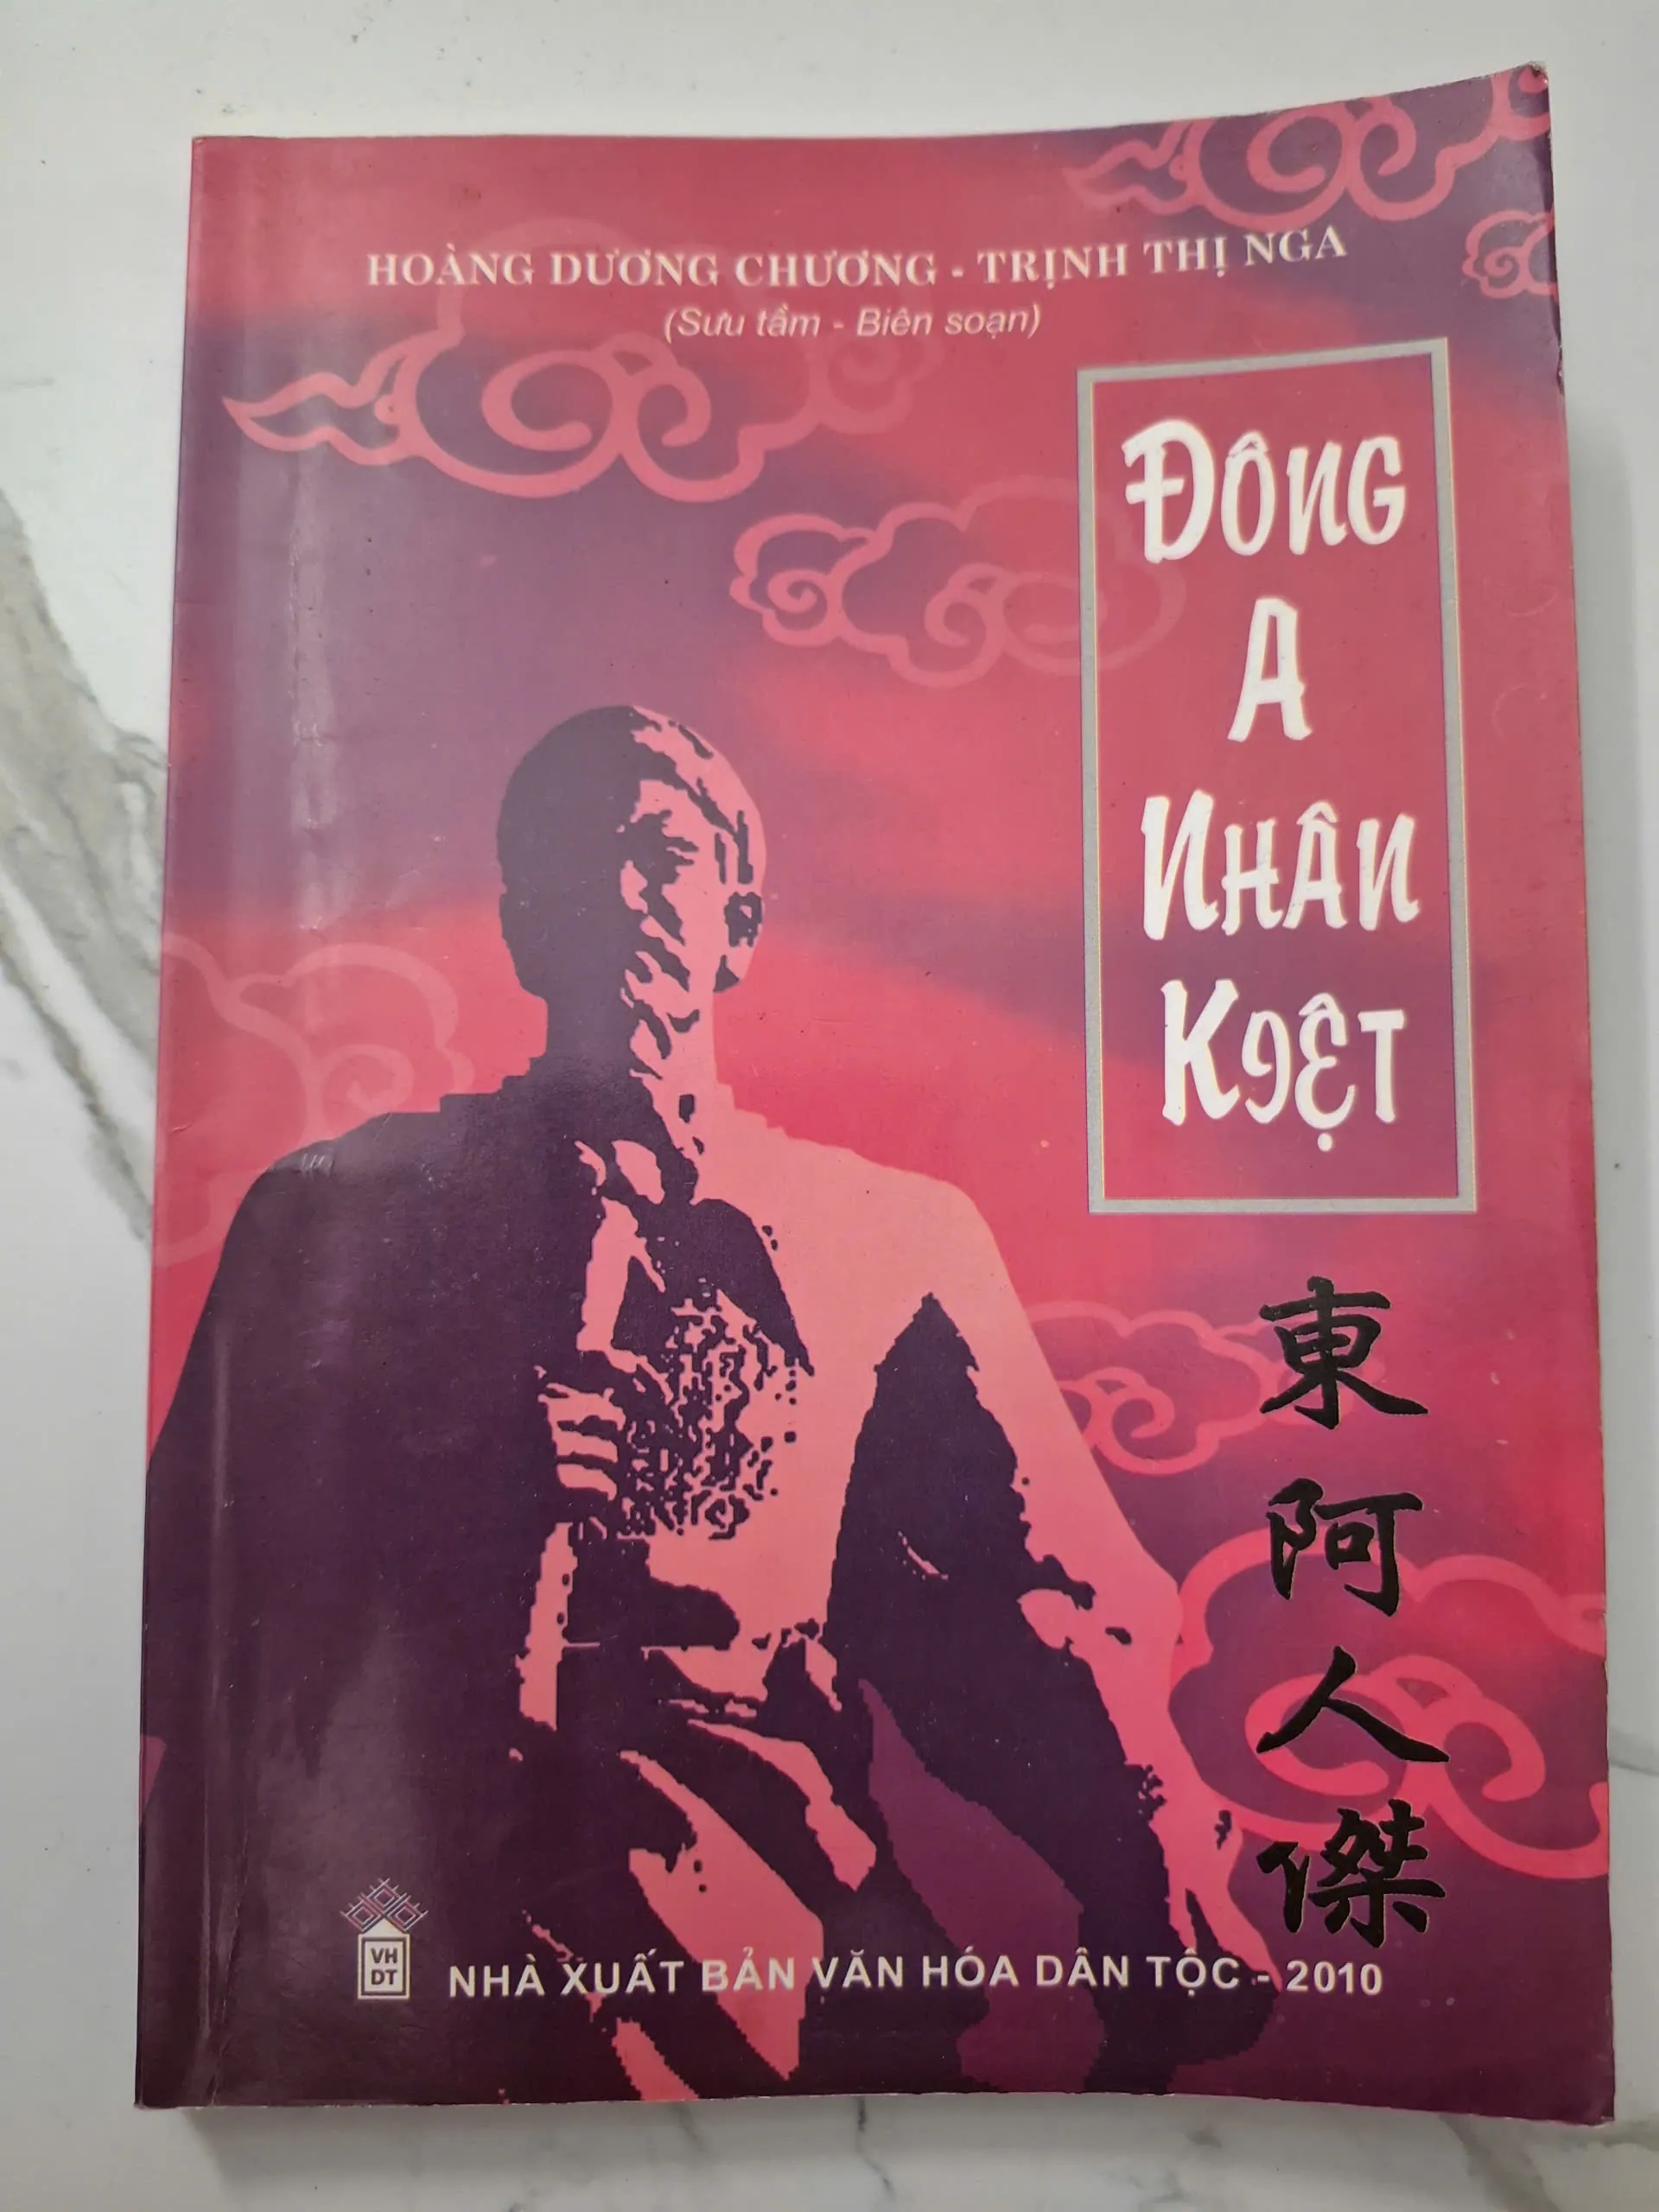 HOÀNG DƯƠNG CHƯƠNG - TRỊNH THỊ NGA
(Sưu tầm - Biên soạn)
ĐÔNG
A
NHÂN
KIỆT
東
阿
人
傑
VH
DT
NHÀ XUẤT BẢN VĂN HÓA DÂN TỘC - 2010